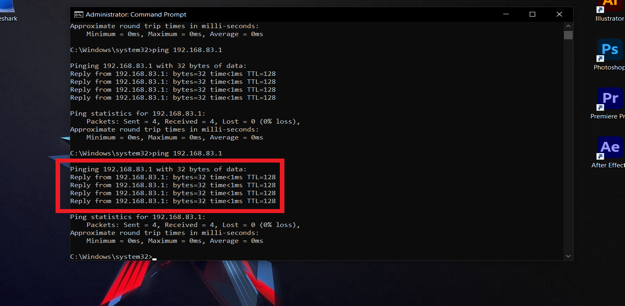 eshark
Administrator: Command Prompt
Approximate round trip times in milli-seconds:
Minimum = 0ms, Maximum = 0ms, Average = 0ms
C:\Windows\system32>ping 192.168.83.1
Pinging 192.168.83.1 with 32 bytes of data:
Reply from 192.168.83.1: bytes=32 time<1ms TTL=128
Reply from 192.168.83.1: bytes=32 time<1ms TTL=128
Reply from 192.168.83.1: bytes=32 time<1ms TTL=128
Reply from 192.168.83.1: bytes=32 time<1ms TTL=128
Ping statistics for 192.168.83.1:
Packets: Sent = 4, Received = 4, Lost = 0 (0% loss),
Approximate round trip times in milli-seconds:
Minimum = 0ms, Maximum = 0ms, Average = 0ms
C:\Windows\system32>ping 192.168.83.1
Pinging 192.168.83.1 with 32 bytes of data:
Reply from 192.168.83.1: bytes=32 time<1ms TTL=128
Reply from 192.168.83.1: bytes=32 time<1ms TTL=128
Reply from 192.168.83.1: bytes=32 time<1ms TTL=128
Reply from 192.168.83.1: bytes=32 time<1ms TTL=128
Ping statistics for 192.168.83.1:
Packets: Sent = 4, Received = 4, Lost = 0 (0% loss),
Approximate round trip times in milli-seconds:
Minimum = 0ms, Maximum = 0ms, Average = 0ms
C:\Windows\system32>
Ai
Illustrator
Ps
Photoshop
Pr
Premiere Pr
Ae
After Effect